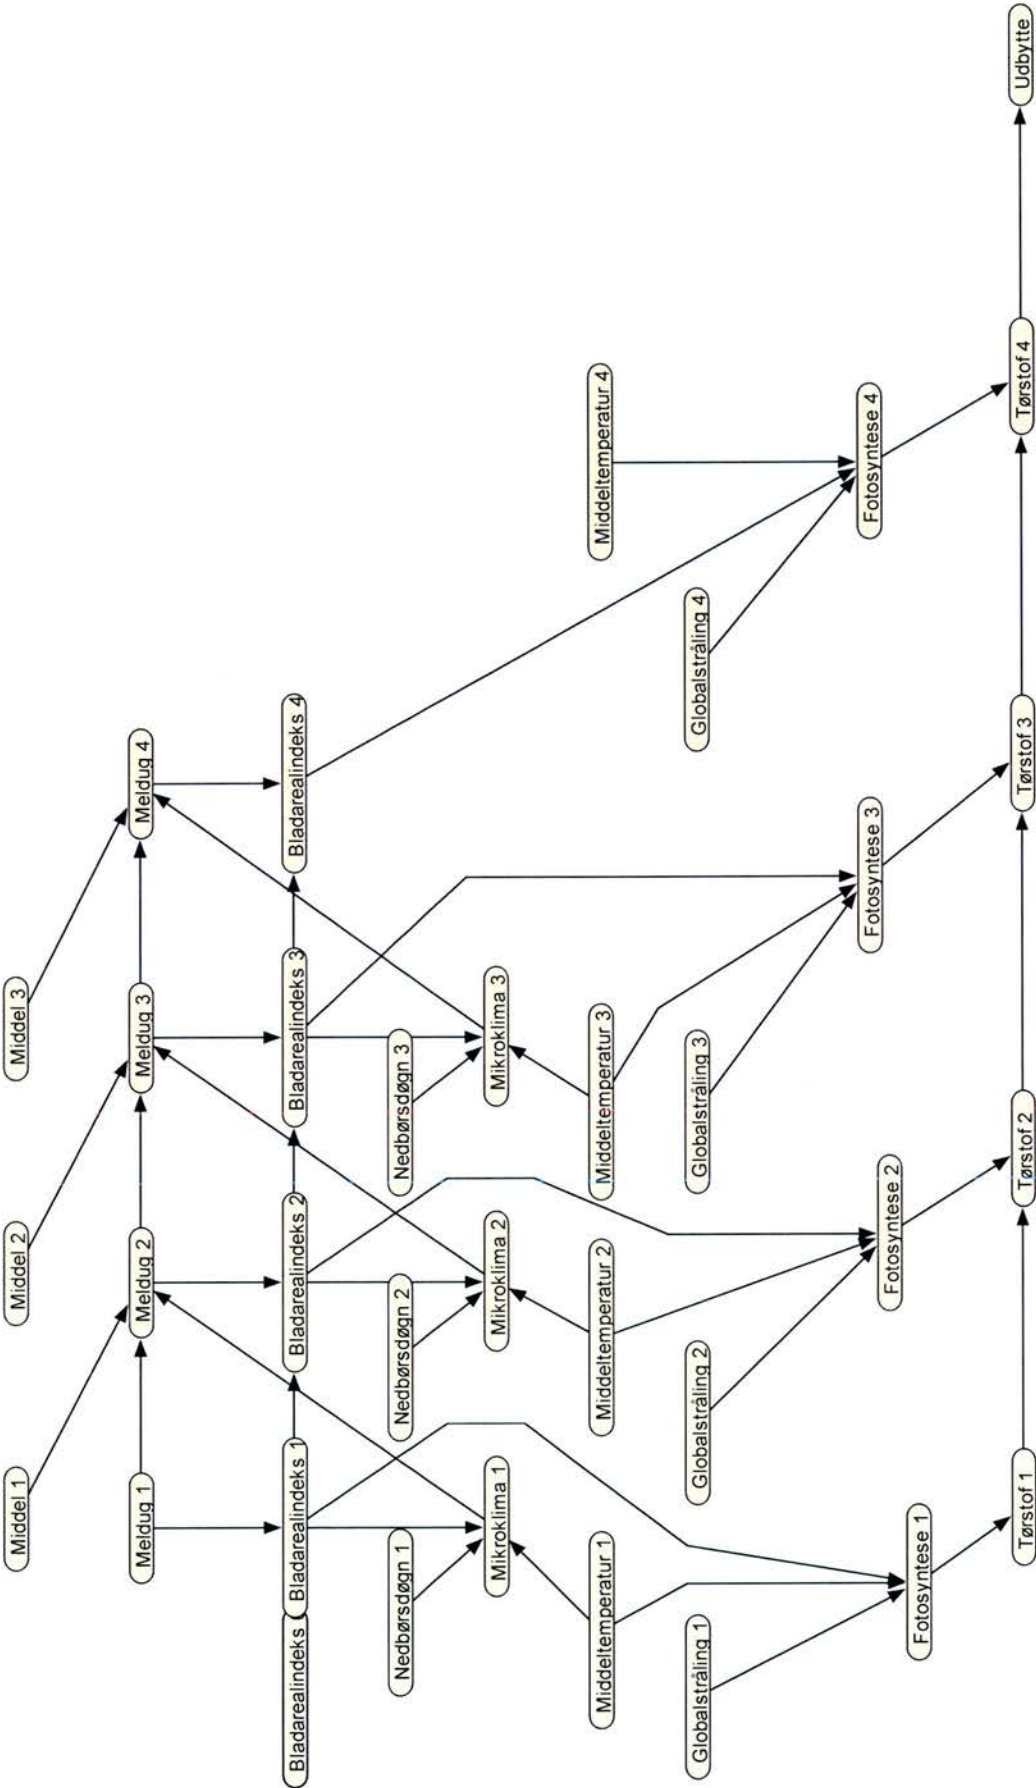 Middel 1
Middel 2
Middel 3
Meldug 1
Meldug 2
Meldug 3
Meldug 4
Bladarealindeks
Bladarealindeks 1
Bladarealindeks 2
Bladarealindeks 3
Bladarealindeks 4
Nedbørsdøgn 1
Nedbørsdøgn 2
Nedbørsdøgn 3
Mikroklima 1
Mikroklima 2
Mikroklima 3
Middeltemperatur 1
Middeltemperatur 2
Middeltemperatur 3
Middeltemperatur 4
Globalstråling 1
Globalstråling 2
Globalstråling 3
Globalstråling 4
Fotosyntese 1
Fotosyntese 2
Fotosyntese 3
Fotosyntese 4
Tørstof 1
Tørstof 2
Tørstof 3
Tørstof 4
Udbytte